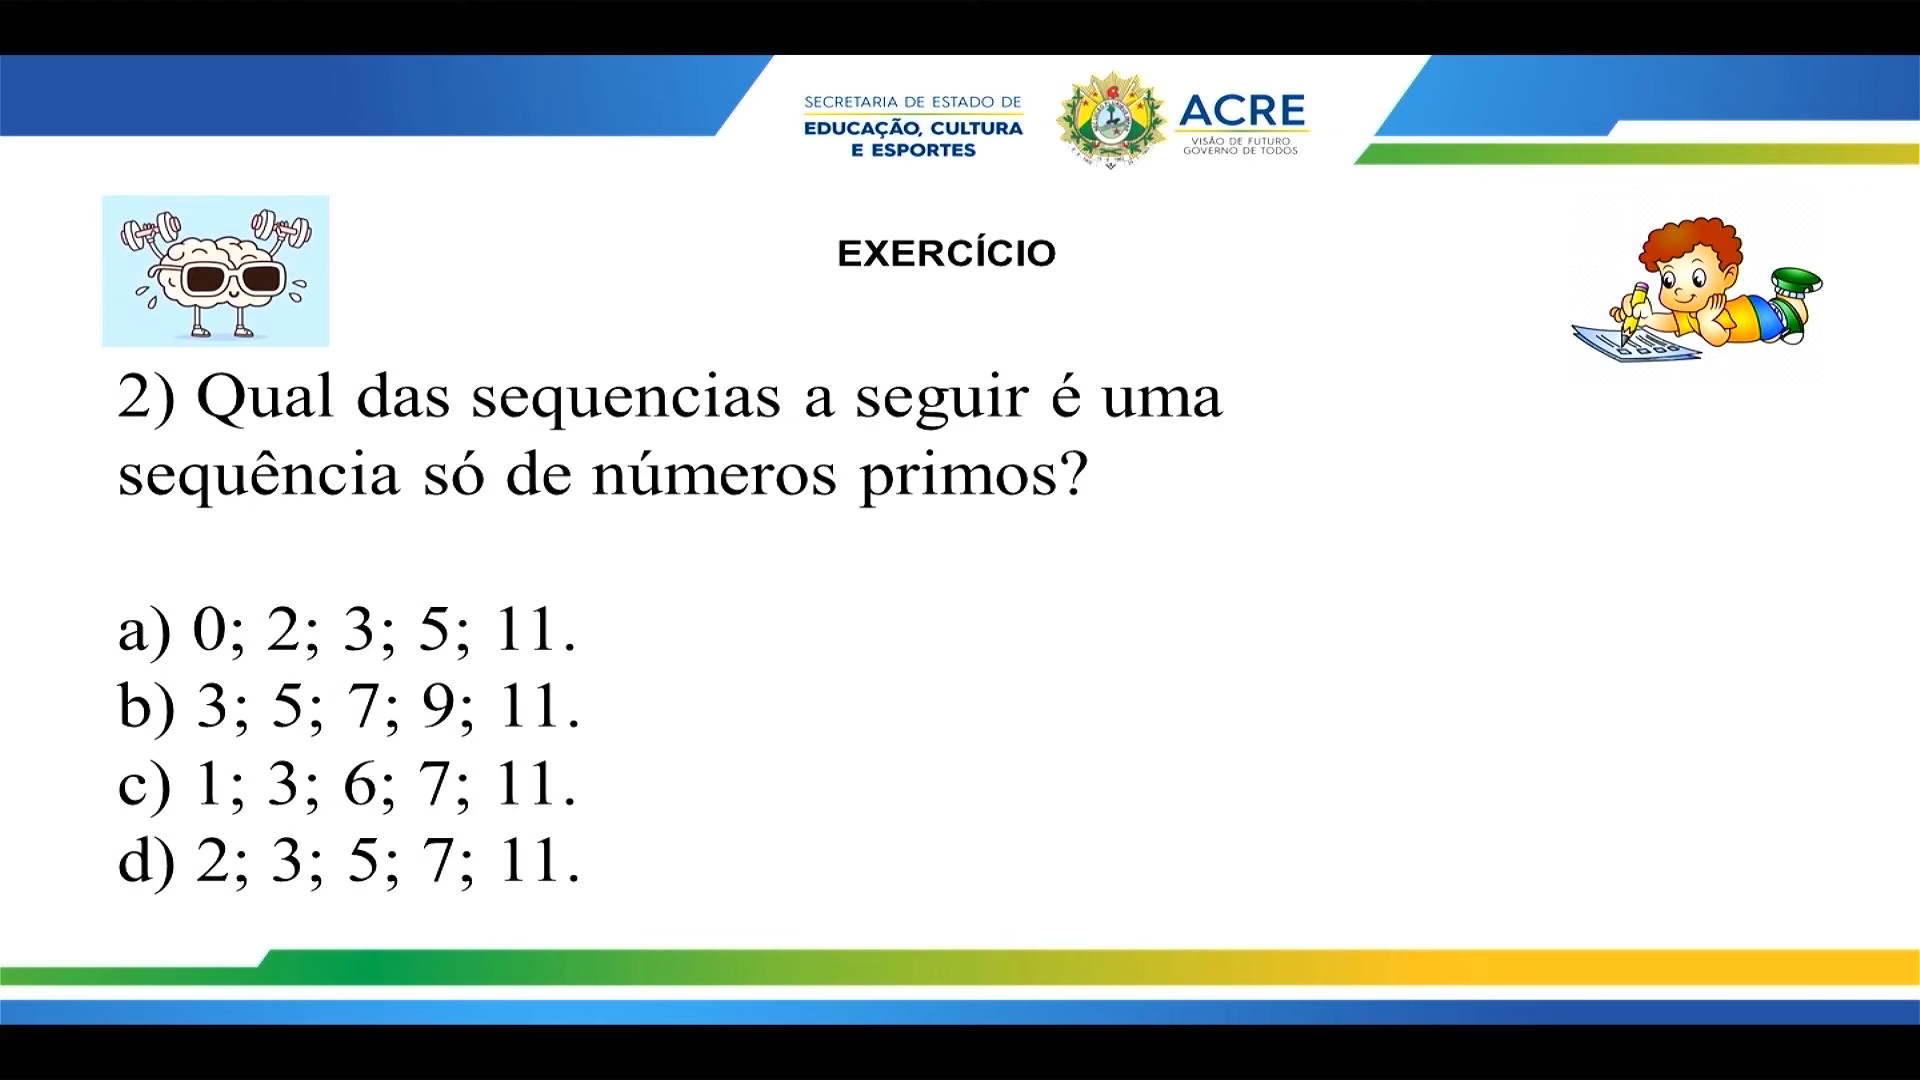 SECRETARIA DE ESTADO DE
EDUCAÇÃO, CULTURA
E ESPORTES
ACRE
VISÃO DE FUTURO
GOVERNO DE TODOS
EXERCÍCIO
2) Qual das sequencias a seguir é uma
sequência só de números primos?
a) 0; 2; 3; 5; 11.
b) 3; 5; 7; 9; 11.
c) 1; 3; 6; 7; 11.
d) 2; 3; 5; 7; 11.